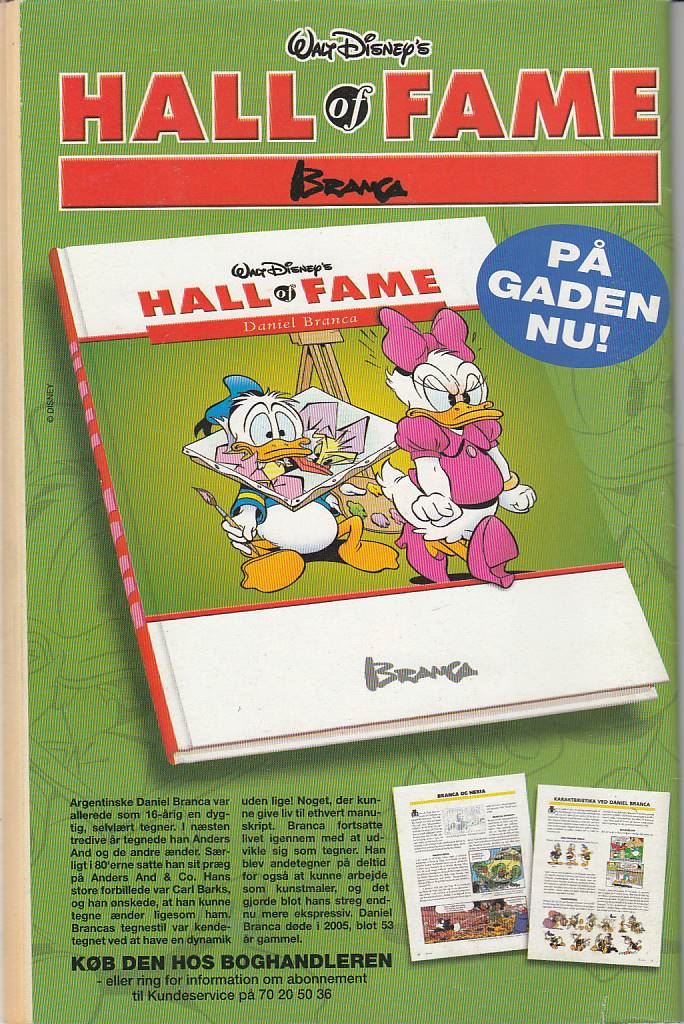 Walt Disney's
HALL of FAME
BRANCA
Walt Disney's
HALL of FAME
Daniel Branca
PÅ
GADEN
NU!
© DISNEY
BRANCA
Argentinske Daniel Branca var
allerede som 16-årig en dyg-
tig, selvlært tegner. I næsten
tredive år tegnede han Anders
And og de andre ænder. Sær-
ligt i 80'erne satte han sit præg
på Anders And & Co. Hans
store forbillede var Carl Barks,
og han ønskede, at han kunne
tegne ænder ligesom ham.
Brancas tegnestil var kende-
tegnet ved at have en dynamik
uden lige! Noget, der kun-
ne give liv til ethvert manu-
skript. Branca fortsatte
livet igennem med at ud-
vikle sig som tegner. Han
blev andetegner på deltid
for også at kunne arbejde
som kunstmaler, og det
gjorde blot hans streg end-
nu mere ekspressiv. Daniel
Branca døde i 2005, blot 53
år gammel.
BRANCA OG MEXIA
KARAKTERISTIKA VED DANIEL BRANCA
KØB DEN HOS BOGHANDLEREN
- eller ring for information om abonnement
til Kundeservice på 70 20 50 36